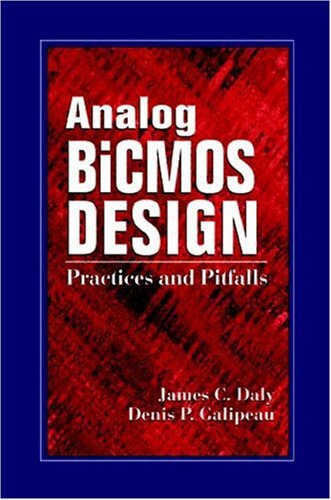 Analog
BiCMOS
DESIGN
Practices and Pitfalls
James C. Daly
Denis P. Galipeau